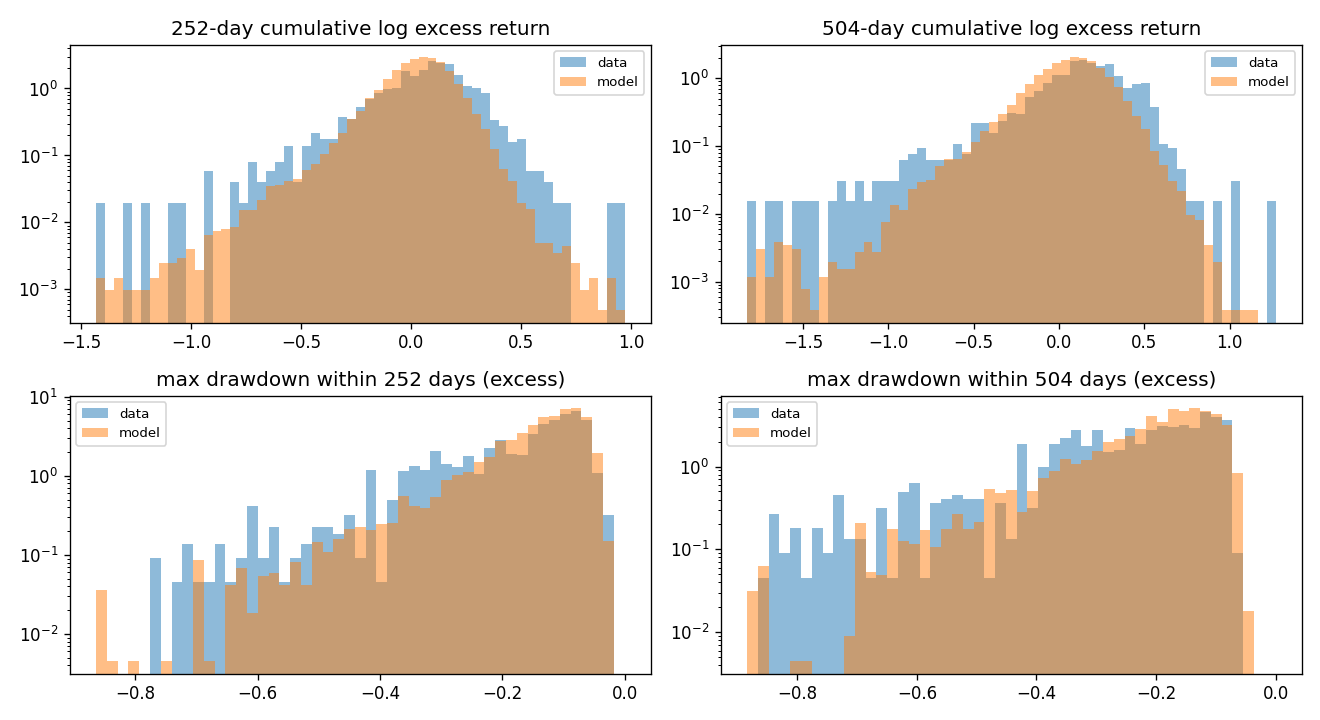 252-day cumulative log excess return
data
model
10⁰
10⁻¹
10⁻²
10⁻³
−1.5 −1.0 −0.5 0.0 0.5 1.0
504-day cumulative log excess return
data
model
10⁰
10⁻¹
10⁻²
10⁻³
−1.5 −1.0 −0.5 0.0 0.5 1.0
max drawdown within 252 days (excess)
data
model
10¹
10⁰
10⁻¹
10⁻²
−0.8 −0.6 −0.4 −0.2 0.0
max drawdown within 504 days (excess)
data
model
10⁰
10⁻¹
10⁻²
−0.8 −0.6 −0.4 −0.2 0.0